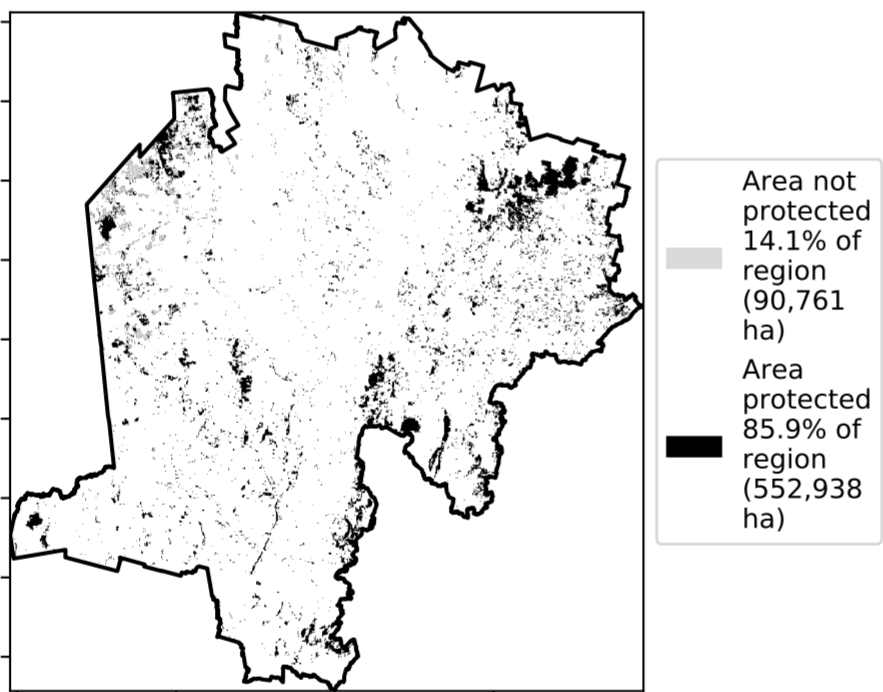 Area not
protected
14.1% of
region
(90,761
ha)
Area
protected
85.9% of
region
(552,938
ha)